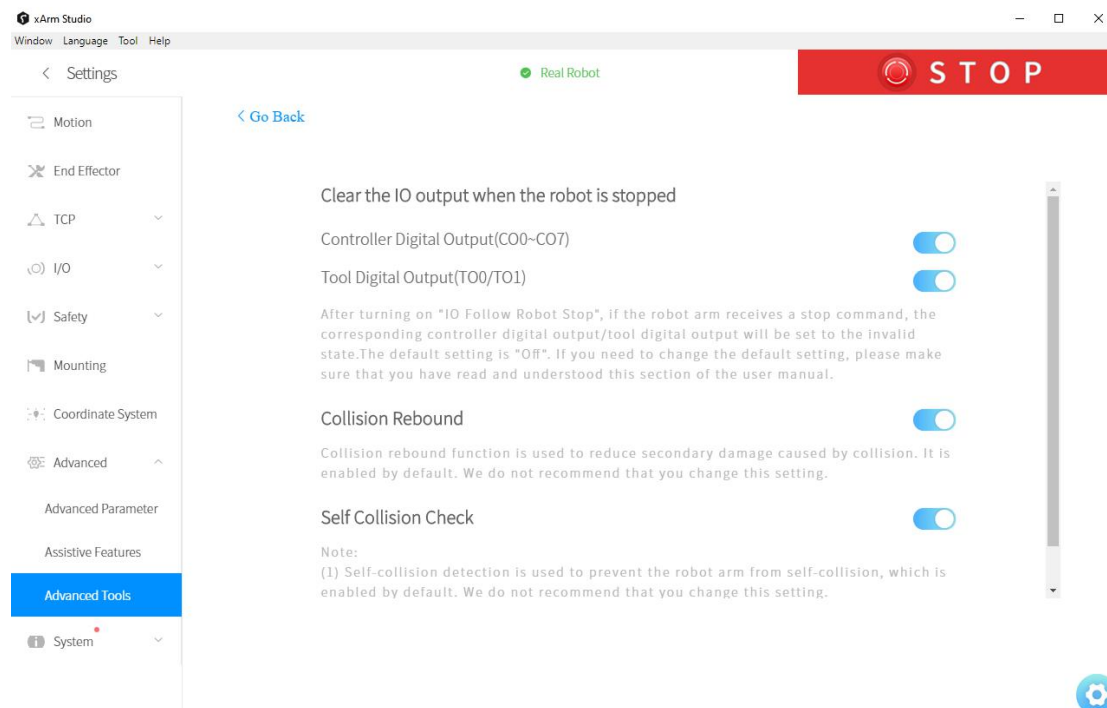 xArm Studio
Window Language Tool Help
Settings
Real Robot
STOP
Motion
End Effector
TCP
I/O
Safety
Mounting
Coordinate System
Advanced
Advanced Parameter
Assistive Features
Advanced Tools
System
Go Back
Clear the IO output when the robot is stopped
Controller Digital Output(CO0~CO7)
Tool Digital Output(TO0/TO1)
After turning on "IO Follow Robot Stop", if the robot arm receives a stop command, the
corresponding controller digital output/tool digital output will be set to the invalid
state.The default setting is "Off". If you need to change the default setting, please make
sure that you have read and understood this section of the user manual.
Collision Rebound
Collision rebound function is used to reduce secondary damage caused by collision. It is
enabled by default. We do not recommend that you change this setting.
Self Collision Check
Note:
(1) Self-collision detection is used to prevent the robot arm from self-collision, which is
enabled by default. We do not recommend that you change this setting.